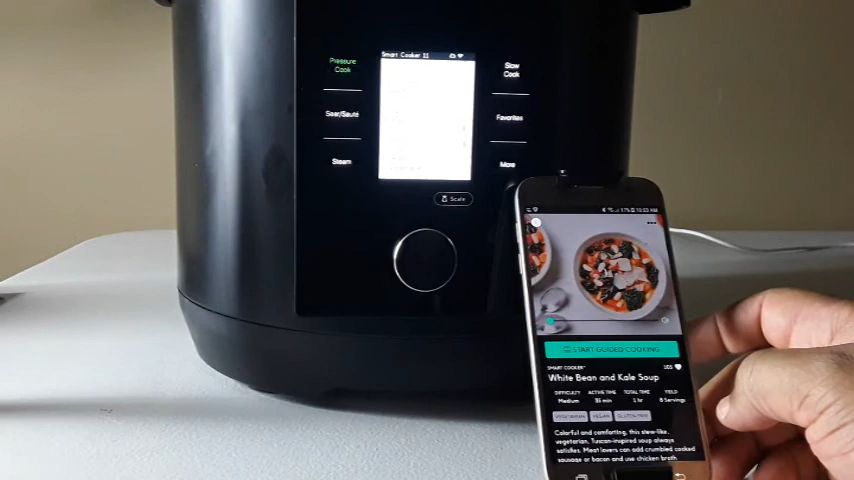 Smart Cooker 11
Pressure
Cook
Slow
Cook
Sear/Sauté
Favorites
Steam
More
Scale
START GUIDED COOKING
SMART COOKER
White Bean and Kale Soup
DIFFICULTY ACTIVE TIME TOTAL TIME YIELD
Medium 35 min 1 hr 8 Servings
VEGETARIAN VEGAN GLUTEN-FREE
Colorful and comforting, this stew-like,
vegetarian, Tuscan-inspired soup always
satisfies. Meat lovers can add crumbled cooked
sausage or bacon and use chicken broth